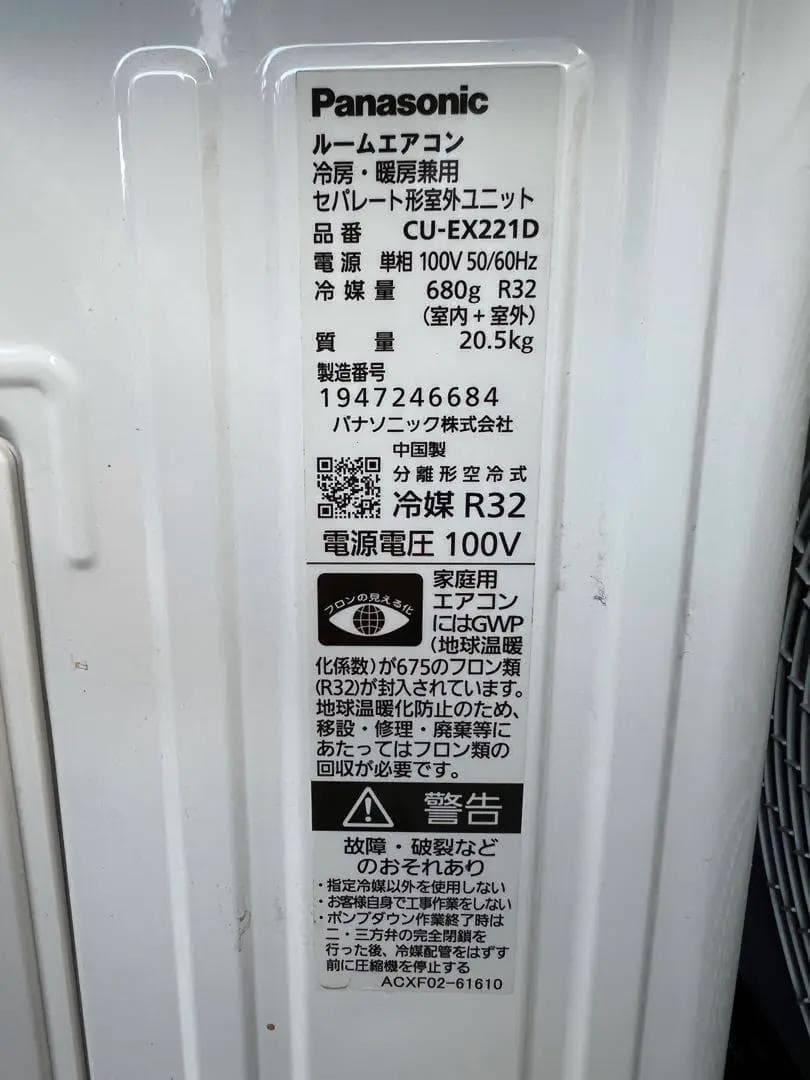 Panasonic
ルームエアコン
冷房・暖房兼用
セパレート形室外ユニット
品番 CU-EX221D
電源 単相 100V 50/60Hz
冷媒量 680g R32
(室内+室外)
質量 20.5kg
製造番号
1947246684
パナソニック株式会社
中国製
分離形空冷式
冷媒 R32
電源電圧 100V
フロンの見える化
家庭用
エアコン
にはGWP
(地球温暖
化係数)が675のフロン類
(R32)が封入されています。
地球温暖化防止のため、
移設・修理・廃棄等に
あたってはフロン類の
回収が必要です。
警告
故障・破裂など
のおそれあり
・指定冷媒以外を使用しない
・お客様自身で工事作業をしない
・ポンプダウン作業終了時は
二・三方弁の完全閉鎖を
行った後、冷媒配管をはずす
前に圧縮機を停止する
ACXF02-61610